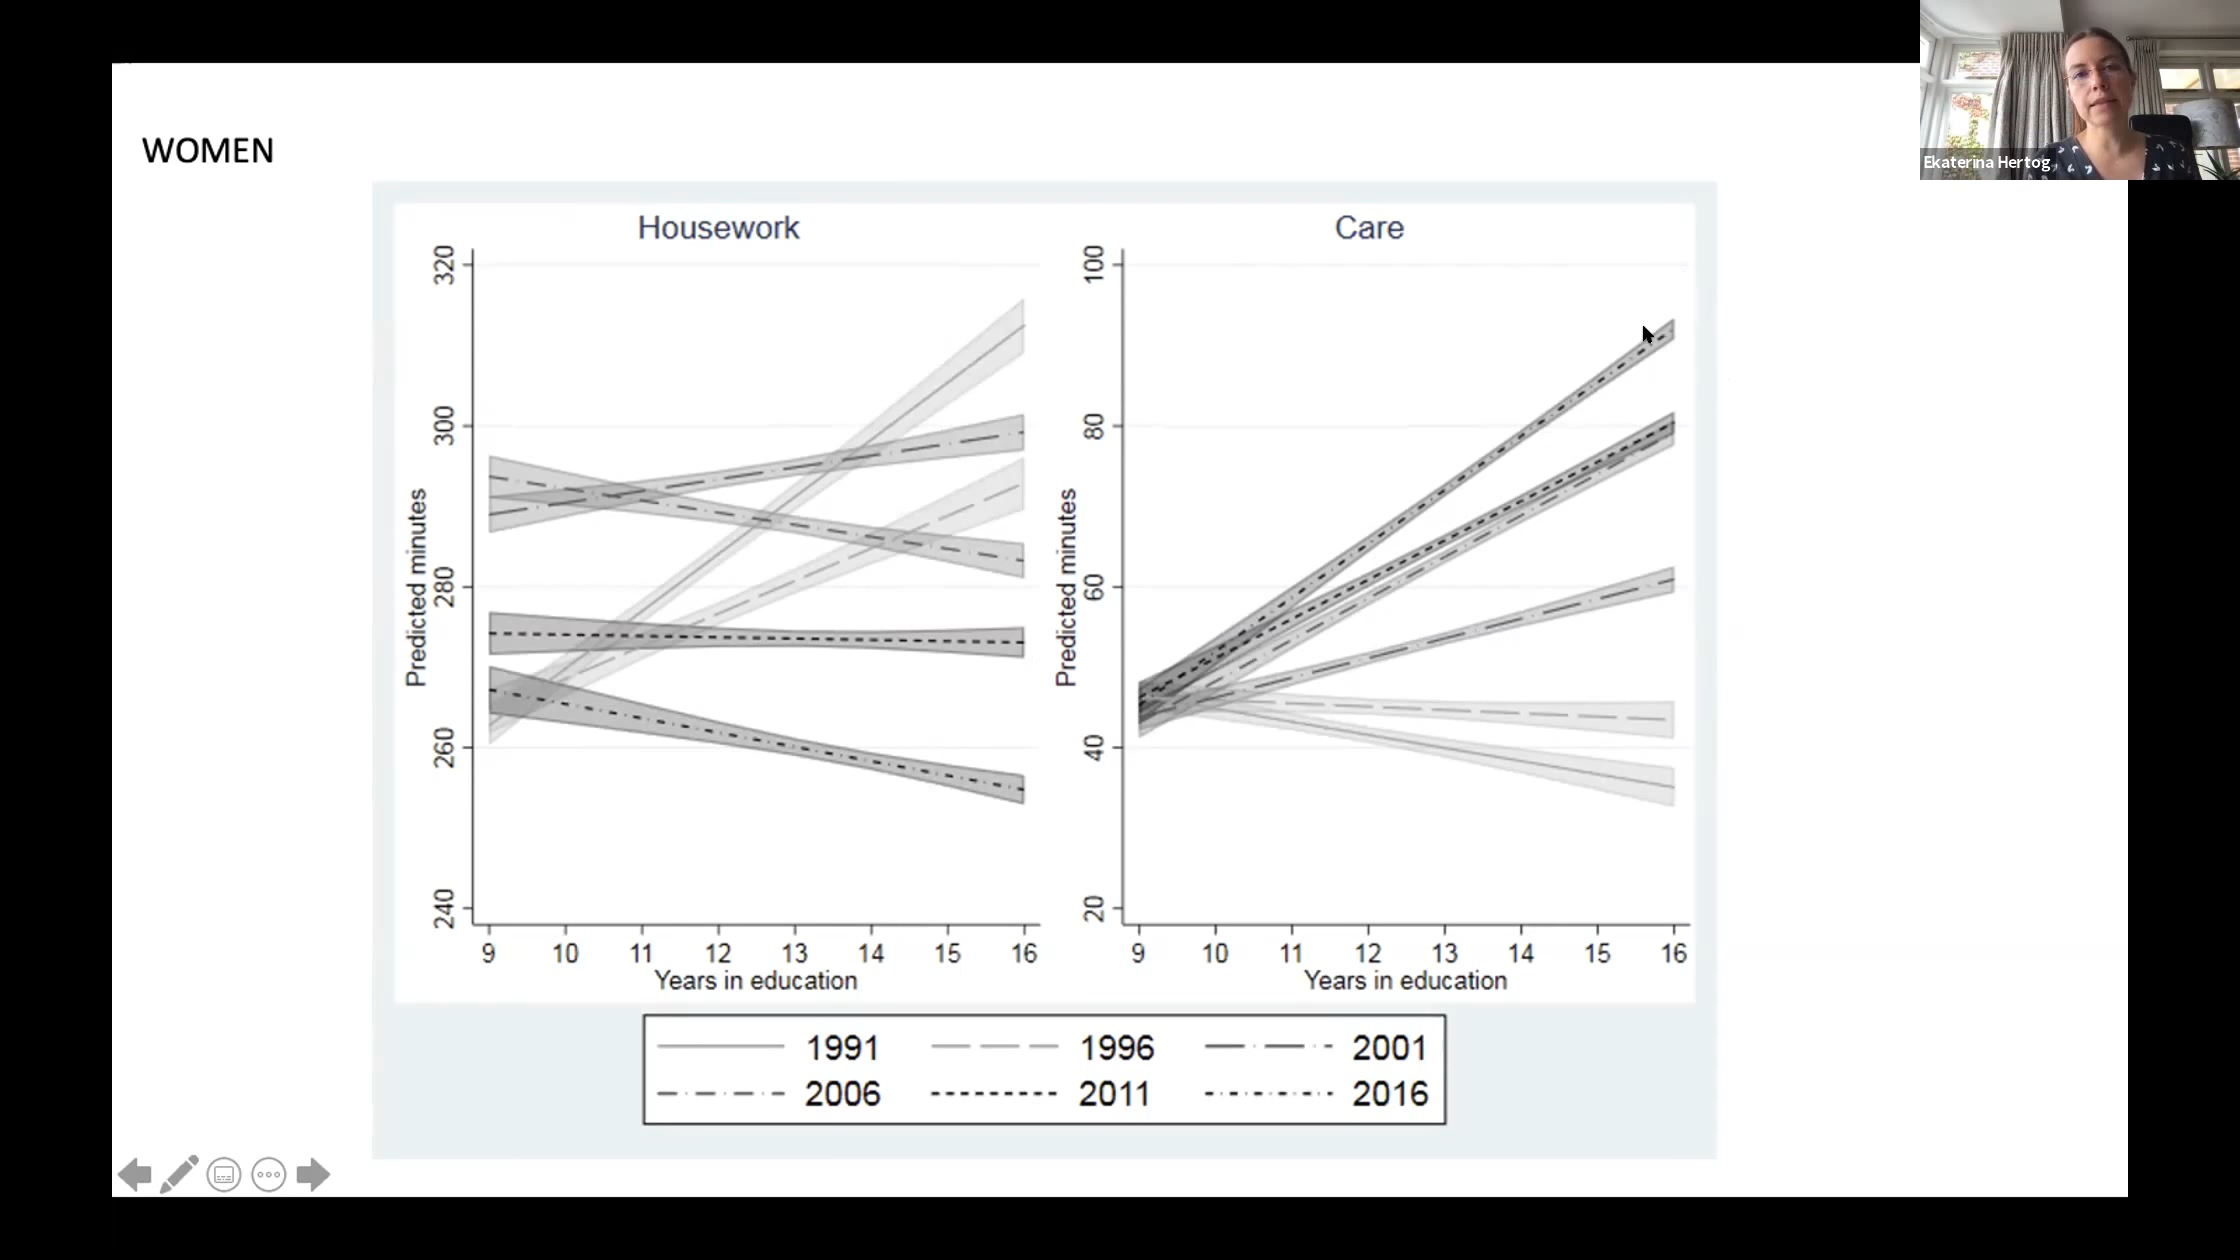 WOMEN
Ekaterina Hertog
Housework
Care
320
300
280
260
240
Predicted minutes
9 10 11 12 13 14 15 16
Years in education
100
80
60
40
20
Predicted minutes
9 10 11 12 13 14 15 16
Years in education
1991 1996 2001
2006 2011 2016